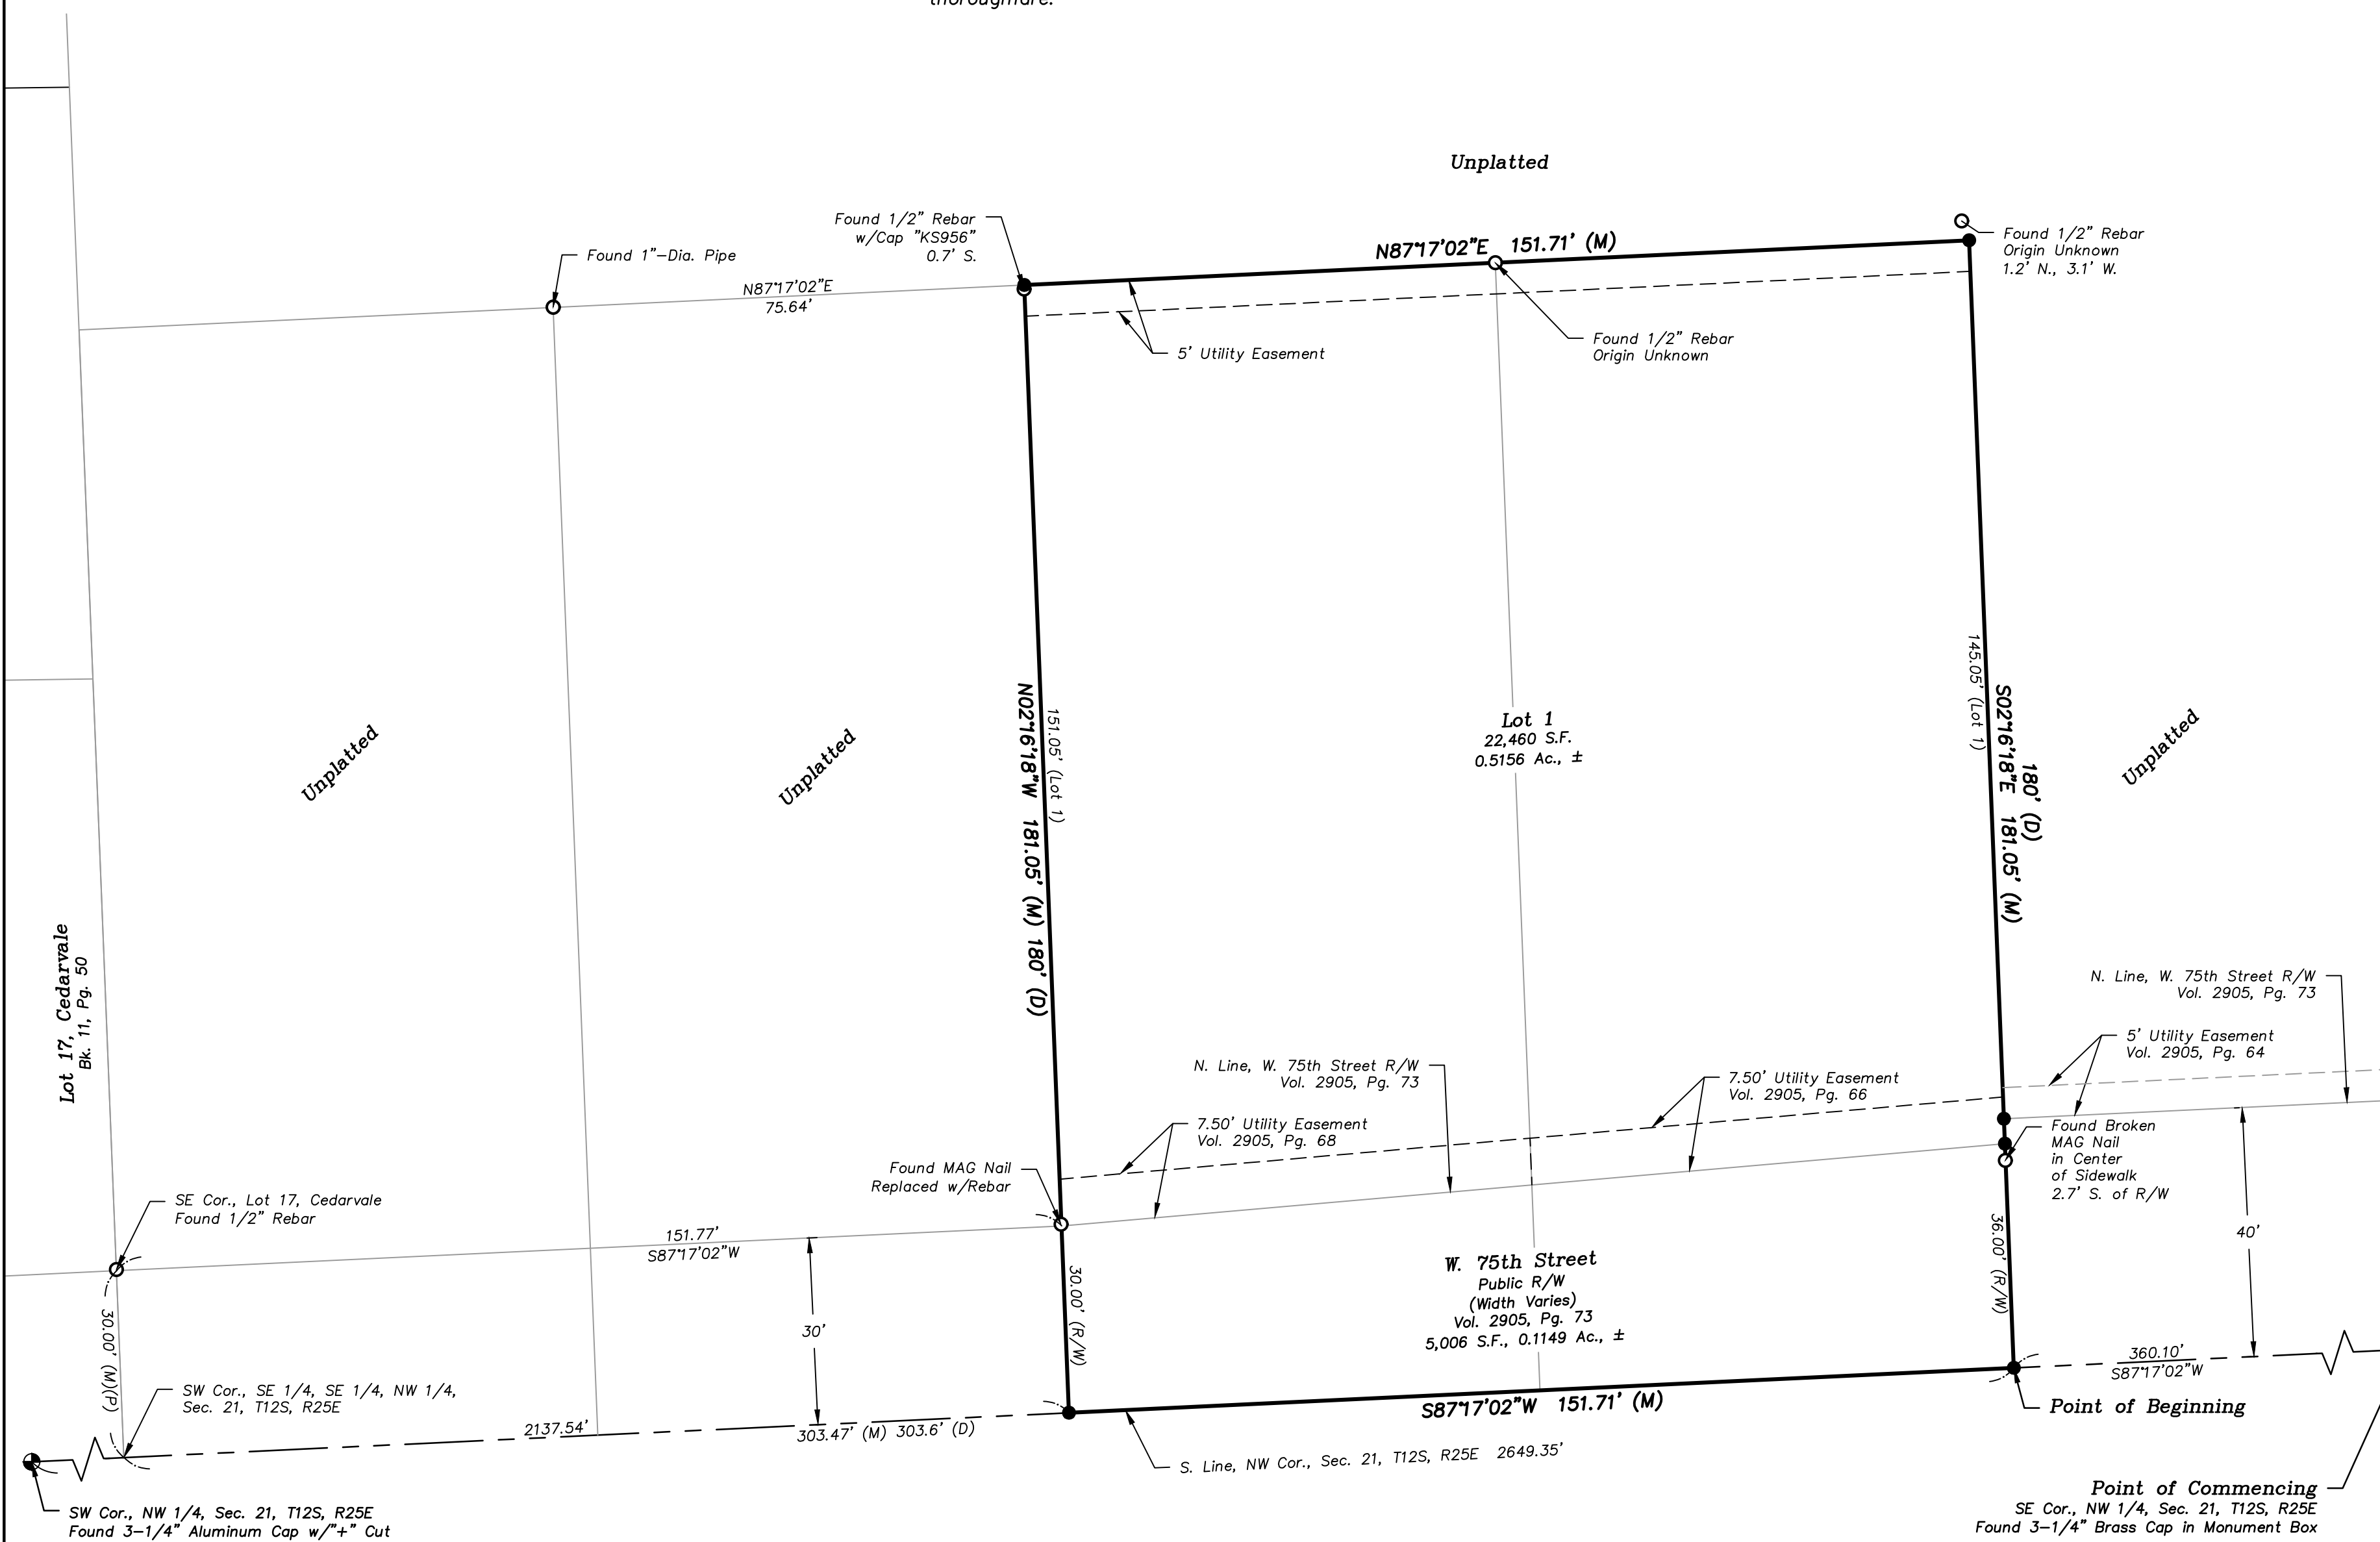 Unplatted
Found 1/2" Rebar
w/Cap "KS956"
0.7' S.
N87°17'02"E 151.71' (M)
Found 1/2" Rebar
Origin Unknown
1.2' N., 3.1' W.
Found 1"-Dia. Pipe
N87°17'02"E
75.64'
5' Utility Easement
Found 1/2" Rebar
Origin Unknown
Unplatted
Unplatted
N02°16'18"W 181.05' (M) 180' (D)
151.05' (Lot 1)
Lot 1
22,460 S.F.
0.5156 Ac., ±
145.05' (Lot 1)
180' (D)
S02°16'18"E 181.05' (M)
Unplatted
Lot 17, Cedarvale
Bk. 11, Pg. 50
N. Line, W. 75th Street R/W
Vol. 2905, Pg. 73
5' Utility Easement
Vol. 2905, Pg. 64
N. Line, W. 75th Street R/W
Vol. 2905, Pg. 73
7.50' Utility Easement
Vol. 2905, Pg. 66
7.50' Utility Easement
Vol. 2905, Pg. 68
Found MAG Nail
Replaced w/Rebar
Found Broken
MAG Nail
in Center
of Sidewalk
2.7' S. of R/W
SE Cor., Lot 17, Cedarvale
Found 1/2" Rebar
151.77'
S87°17'02"W
30.00' (M)(P)
30'
30.00' (R/W)
W. 75th Street
Public R/W
(Width Varies)
Vol. 2905, Pg. 73
5,006 S.F., 0.1149 Ac., ±
36.00' (R/W)
40'
360.10'
S87°17'02"W
SW Cor., SE 1/4, SE 1/4, NW 1/4,
Sec. 21, T12S, R25E
2137.54'
303.47' (M) 303.6' (D)
S87°17'02"W 151.71' (M)
Point of Beginning
S. Line, NW Cor., Sec. 21, T12S, R25E 2649.35'
SW Cor., NW 1/4, Sec. 21, T12S, R25E
Found 3-1/4" Aluminum Cap w/"+" Cut
Point of Commencing
SE Cor., NW 1/4, Sec. 21, T12S, R25E
Found 3-1/4" Brass Cap in Monument Box